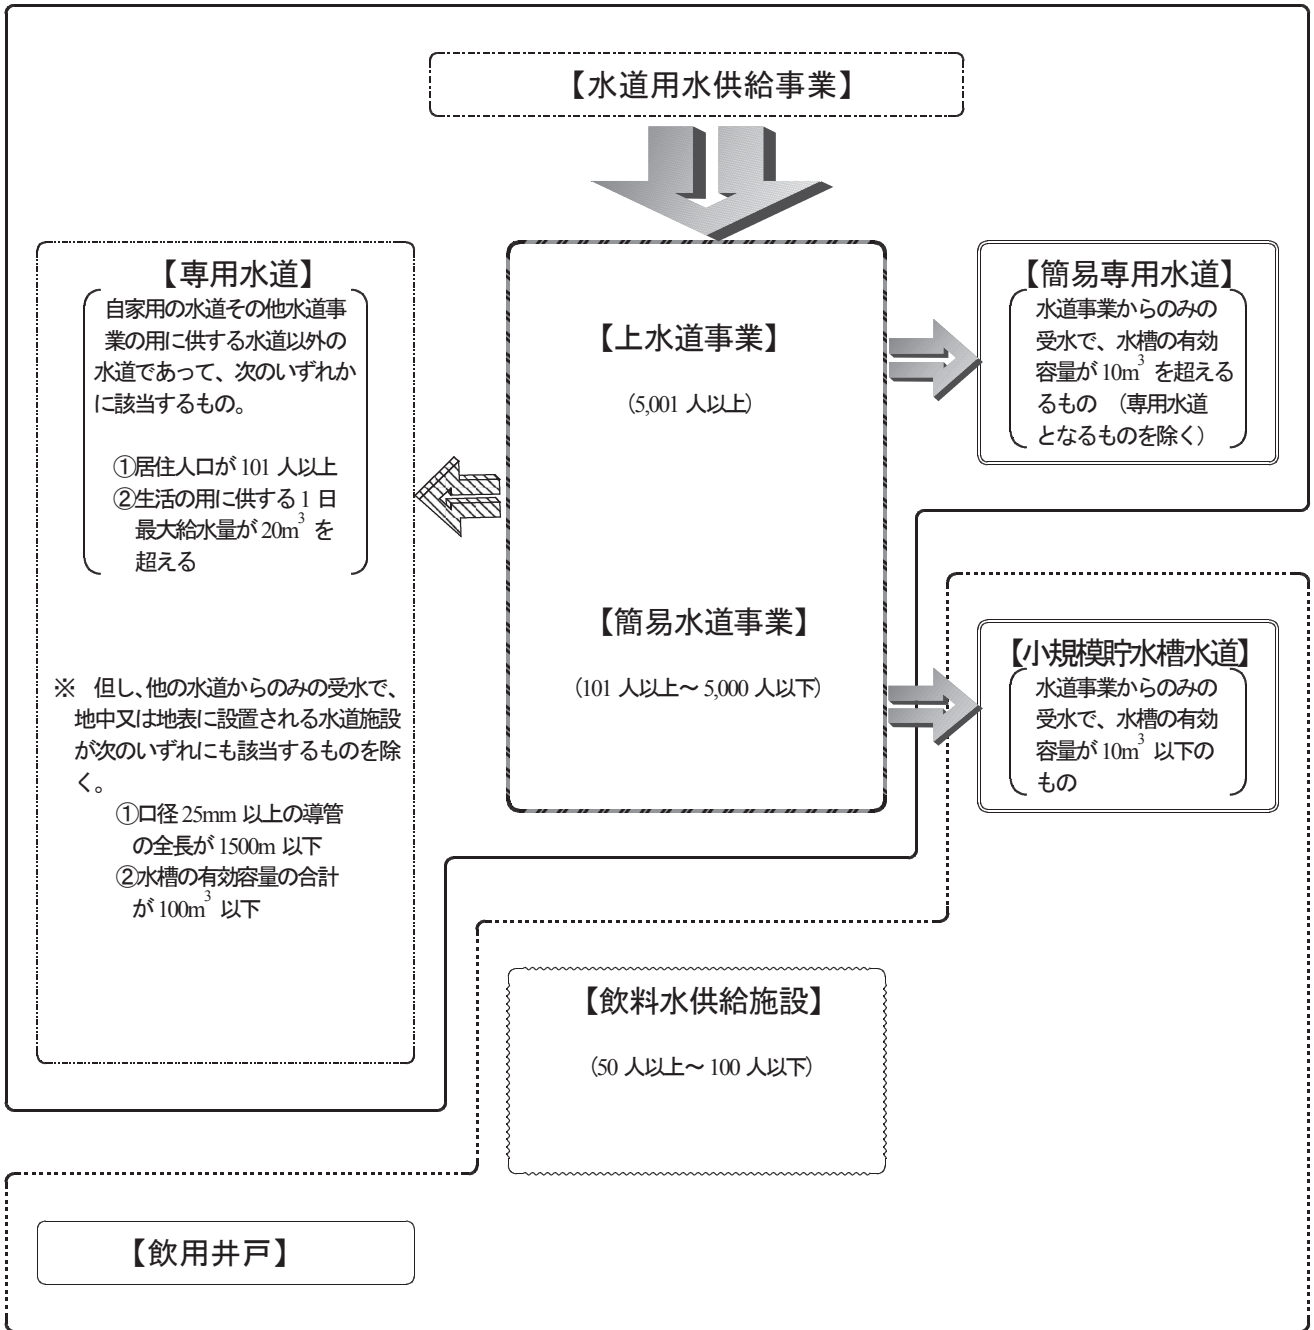 【水道用水供給事業】
【専用水道】
自家用の水道その他水道事
業の用に供する水道以外の
水道であって、次のいずれか
に該当するもの。
①居住人口が 101 人以上
②生活の用に供する 1 日
最大給水量が 20m³ を
超える
※ 但し、他の水道からのみの受水で、
地中又は地表に設置される水道施設
が次のいずれにも該当するものを除
く。
①口径 25mm 以上の導管
の全長が 1500m 以下
②水槽の有効容量の合計
が 100m³ 以下
【上水道事業】
(5,001 人以上)
【簡易水道事業】
(101 人以上～ 5,000 人以下)
【簡易専用水道】
水道事業からのみの
受水で、水槽の有効
容量が 10m³ を超える
るもの (専用水道
となるものを除く)
【小規模貯水槽水道】
水道事業からのみの
受水で、水槽の有効
容量が 10m³ 以下の
もの
【飲料水供給施設】
(50 人以上～ 100 人以下)
【飲用井戸】